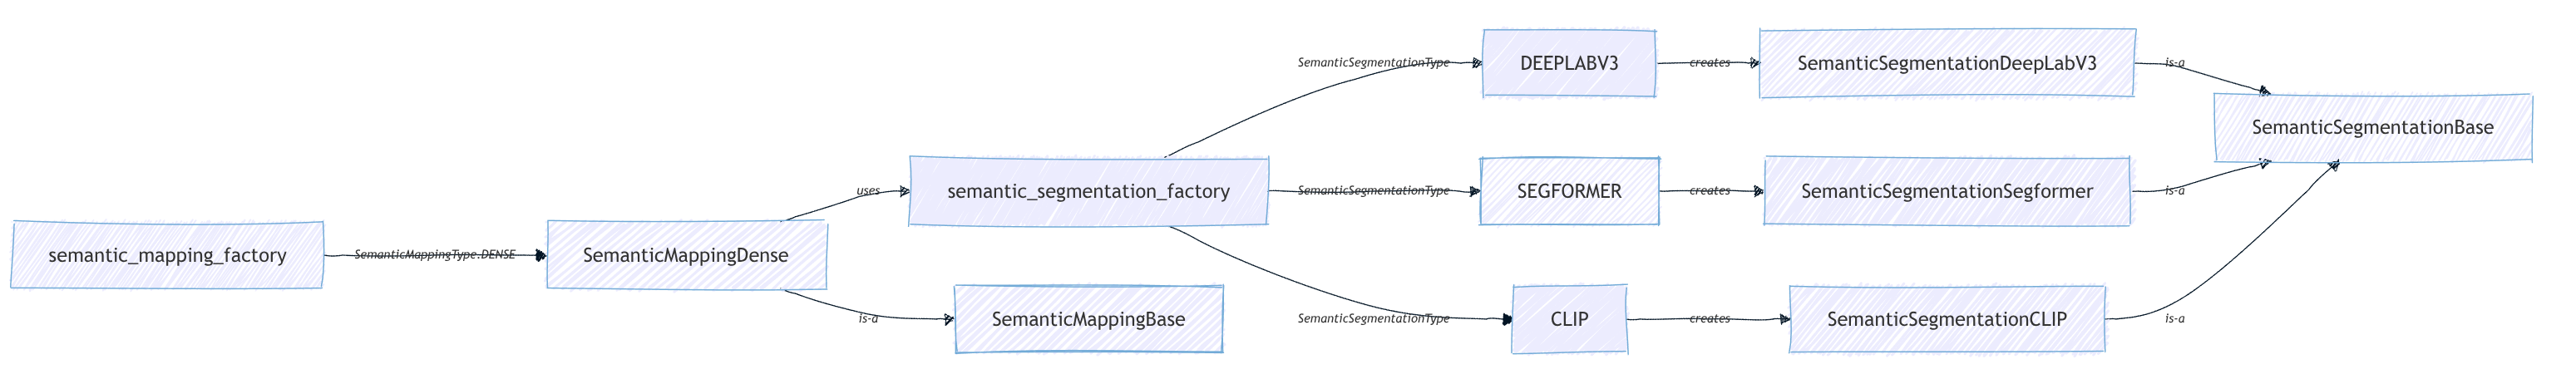 semantic_mapping_factory
SemanticMappingType.DENSE
SemanticMappingDense
uses
is-a
semantic_segmentation_factory
SemanticMappingBase
SemanticSegmentationType
SemanticSegmentationType
SemanticSegmentationType
DEEPLABV3
SEGFORMER
CLIP
creates
creates
creates
SemanticSegmentationDeepLabV3
SemanticSegmentationSegformer
SemanticSegmentationCLIP
is-a
is-a
is-a
SemanticSegmentationBase